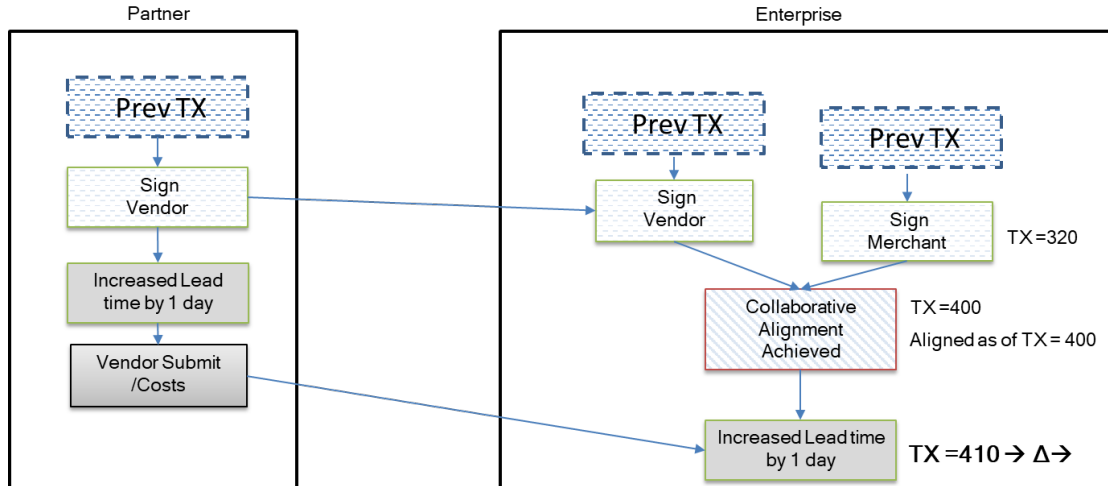 Partner
Enterprise
Prev TX
Sign
Vendor
Increased Lead
time by 1 day
Vendor Submit
/Costs
Prev TX
Prev TX
Sign
Vendor
Sign
Merchant
TX =320
Collaborative
Alignment
Achieved
TX=400
Aligned as of TX = 400
Increased Lead time
by 1 day
TX =410 → Δ→